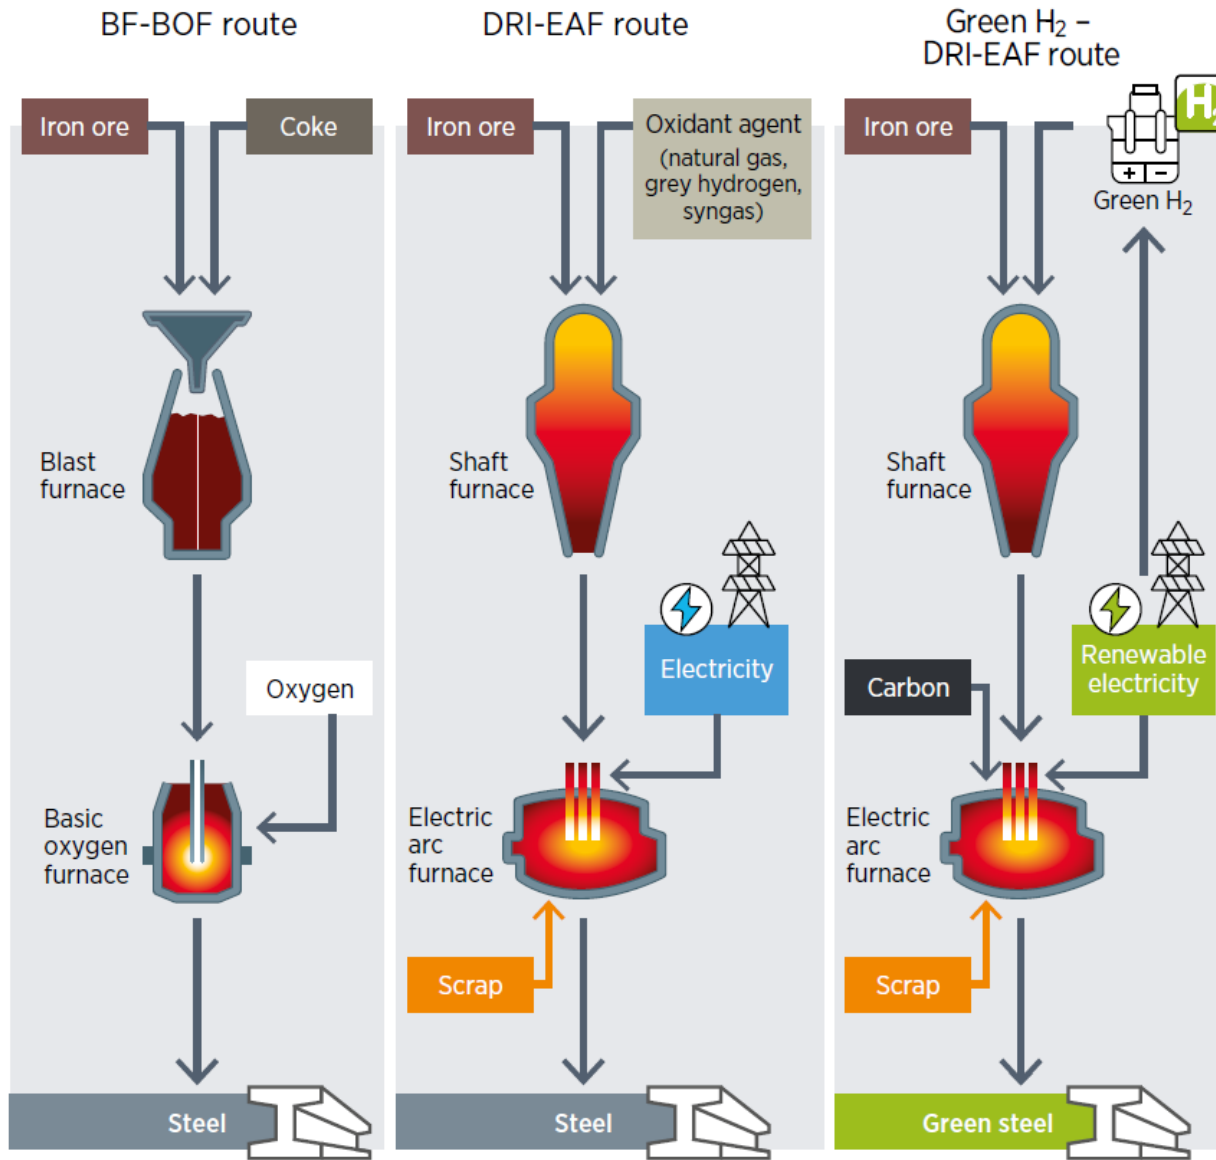 BF-BOF route
Iron ore
Coke
Blast
furnace
Oxygen
Basic
oxygen
furnace
Steel
DRI-EAF route
Iron ore
Oxidant agent
(natural gas,
grey hydrogen,
syngas)
Shaft
furnace
Electricity
Electric
arc
furnace
Scrap
Steel
Green H₂ –
DRI-EAF route
Iron ore
H₂
+ −
Green H₂
Shaft
furnace
Carbon
Renewable
electricity
Electric
arc
furnace
Scrap
Green steel